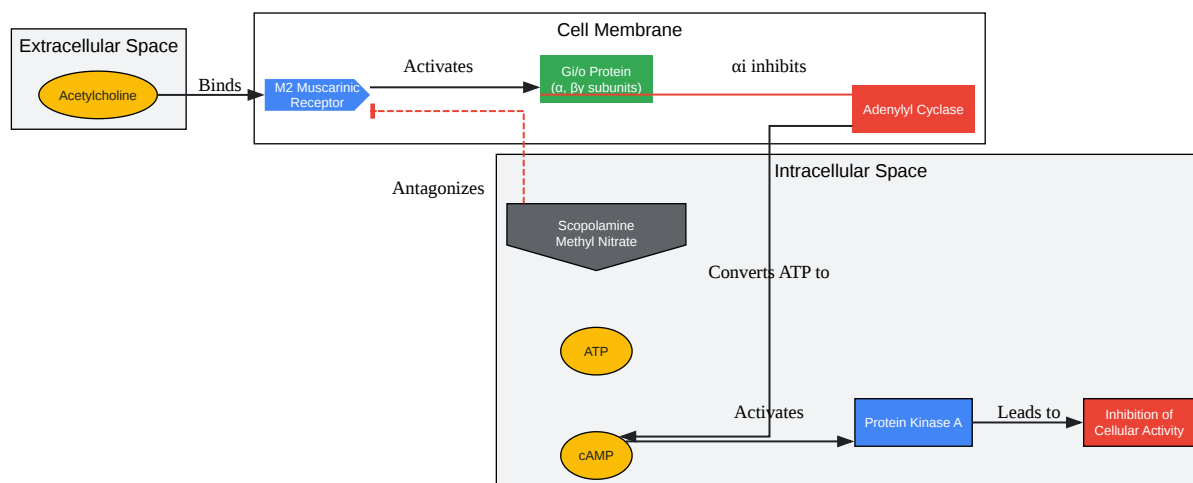 Cell Membrane
Extracellular Space
Acetylcholine
Binds
M2 Muscarinic
Receptor
Activates
Gi/o Protein
(α, βγ subunits)
αi inhibits
Adenylyl Cyclase
Intracellular Space
Antagonizes
Scopolamine
Methyl Nitrate
Converts ATP to
ATP
cAMP
Activates
Protein Kinase A
Leads to
Inhibition of
Cellular Activity